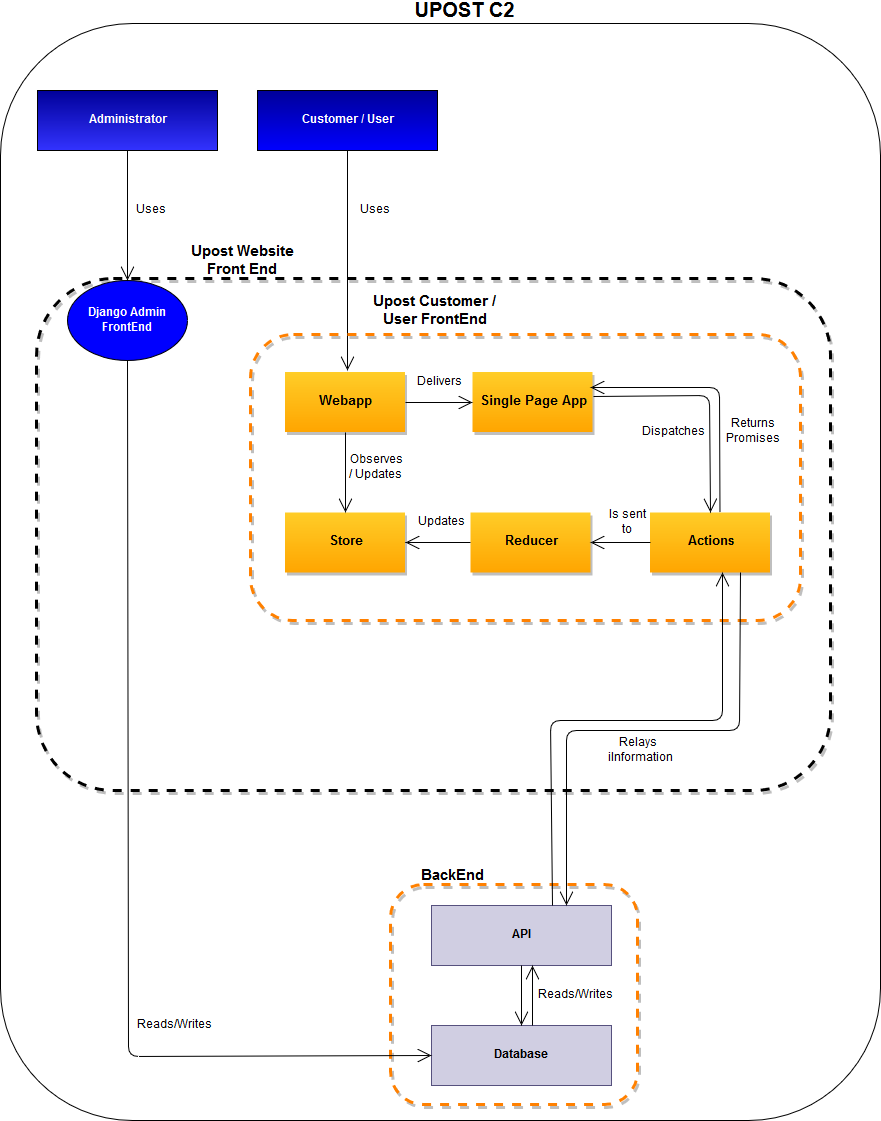 UPOST C2
Administrator
Customer / User
Uses
Uses
Upost Website
Front End
Django Admin
FrontEnd
Upost Customer /
User FrontEnd
Webapp
Delivers
Single Page App
Dispatches
Returns
Promises
Observes
/ Updates
Store
Updates
Reducer
Is sent
to
Actions
Relays
iInformation
BackEnd
API
Reads/Writes
Reads/Writes
Database